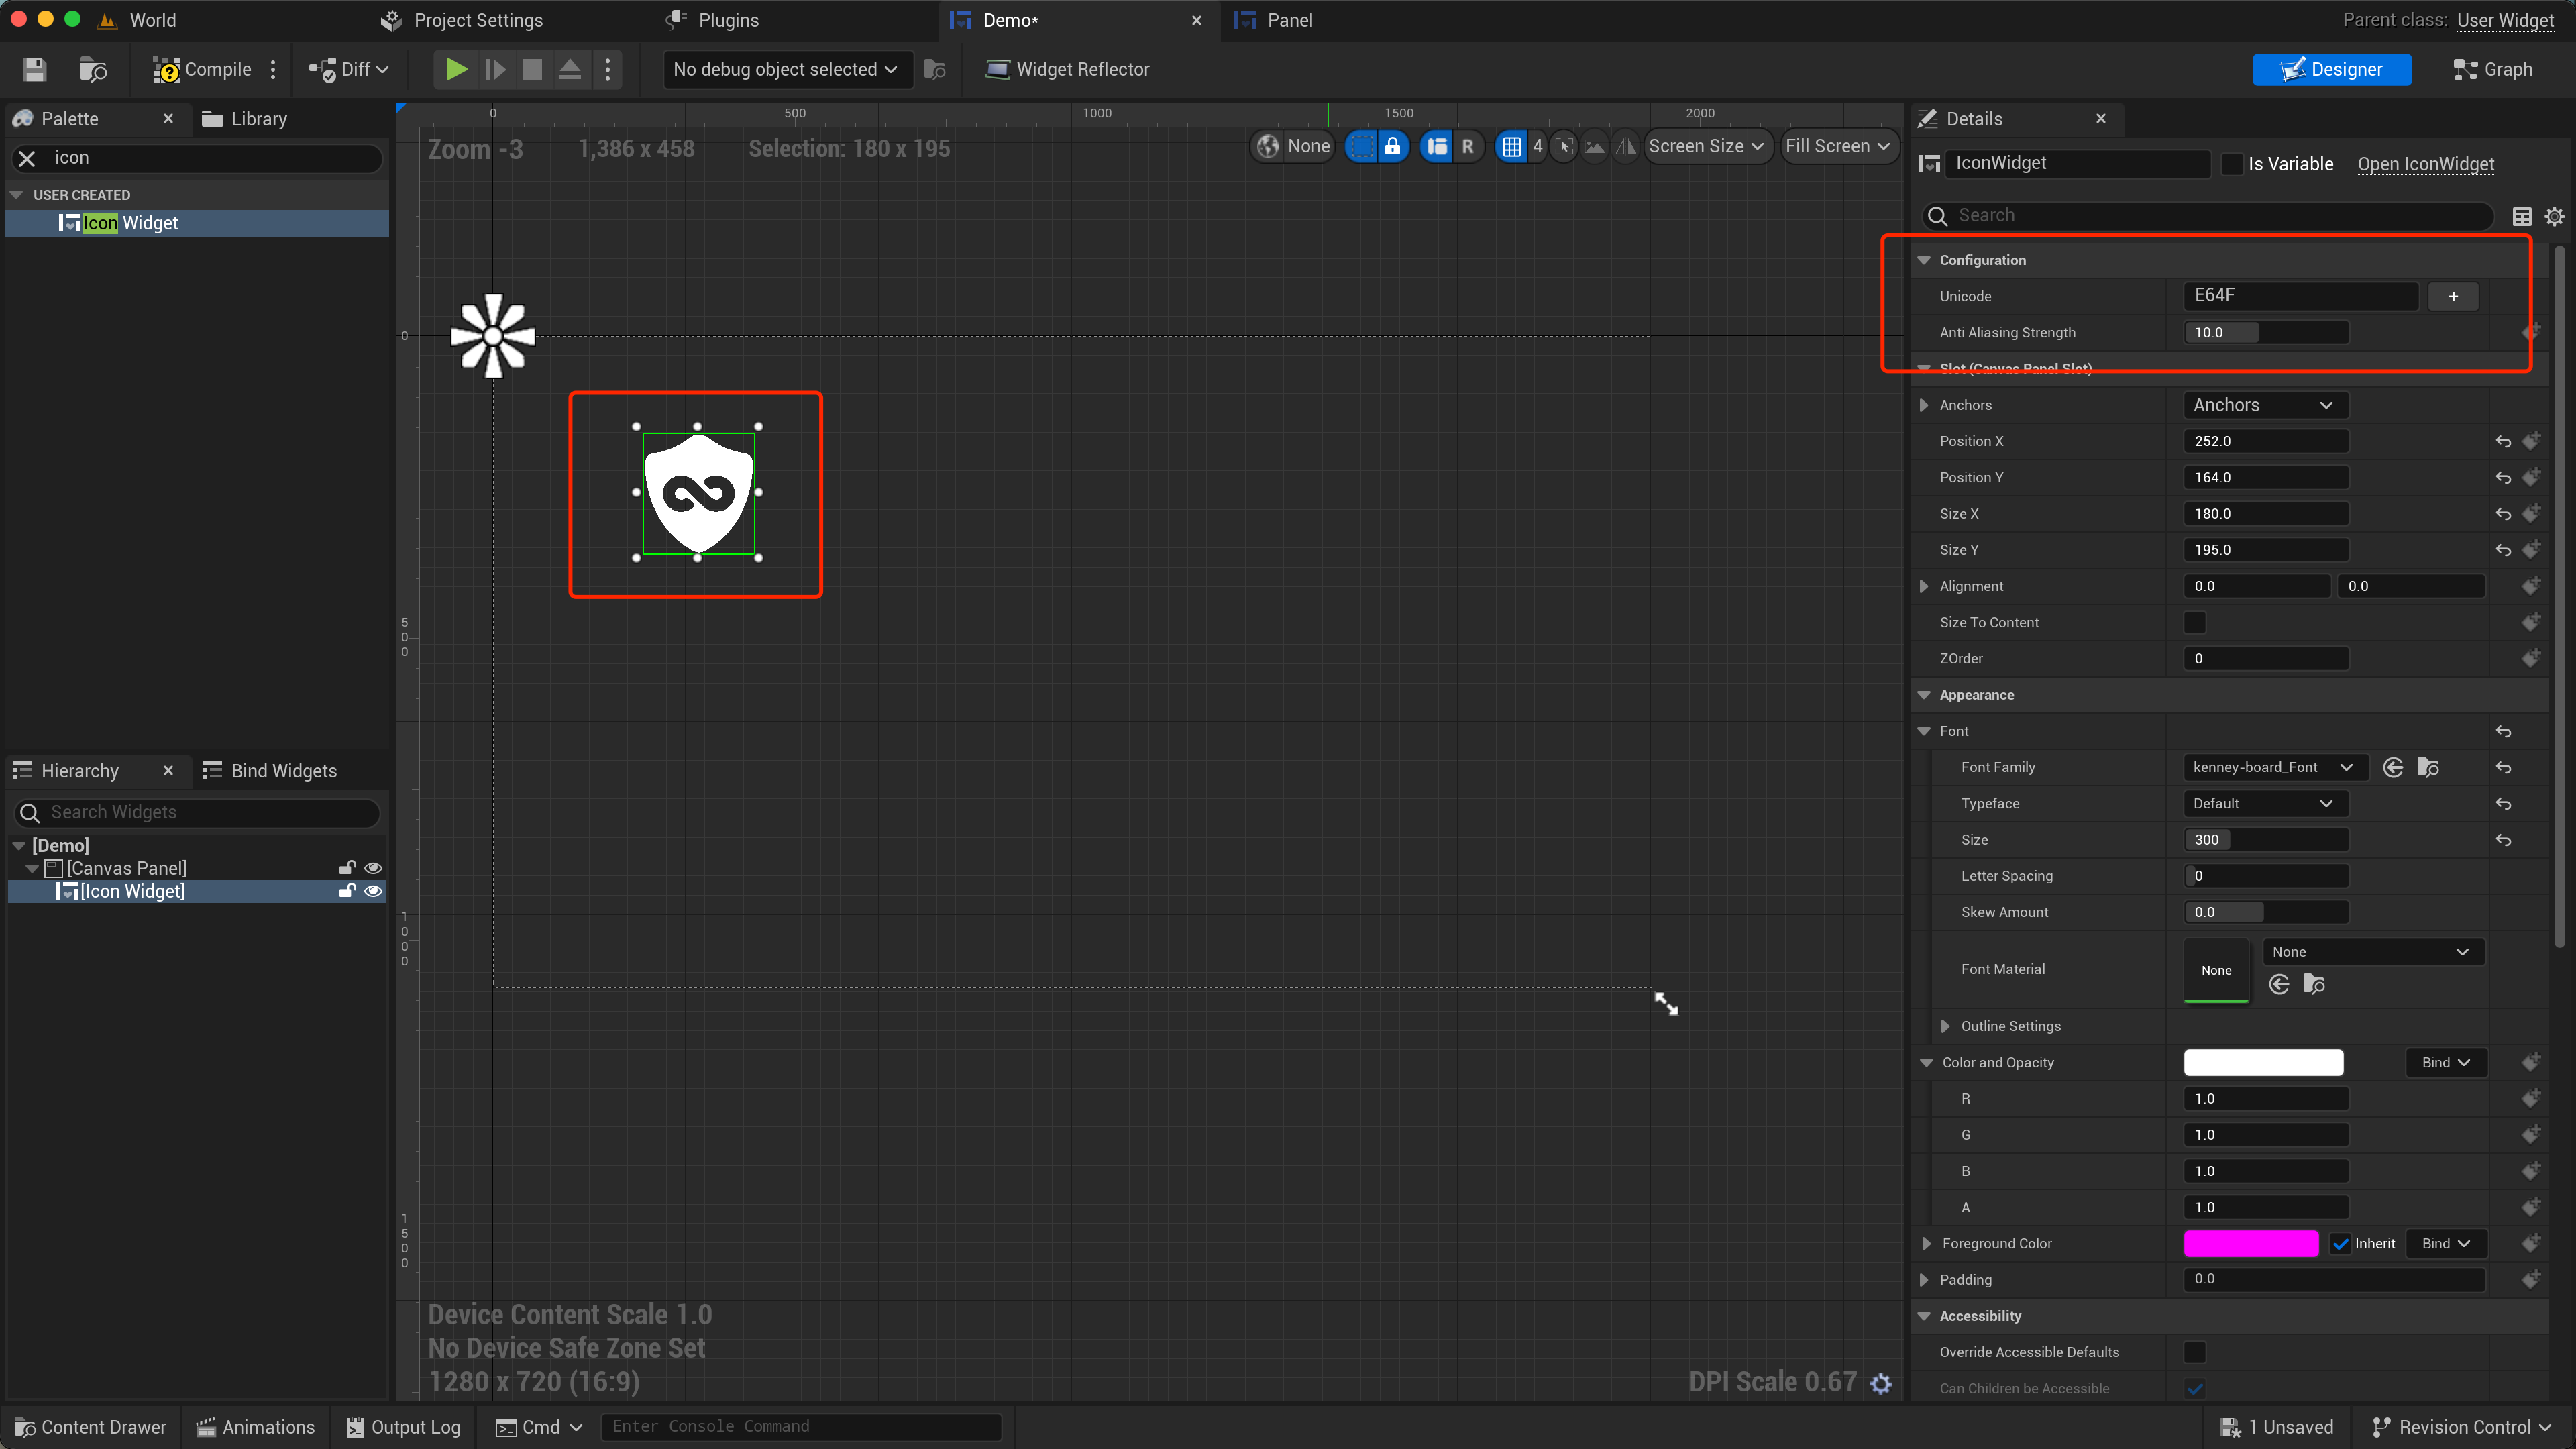 World
Project Settings
Plugins
Demo*
Panel
Parent class: User Widget
Compile
Diff
No debug object selected
Widget Reflector
Designer
Graph
Palette
Library
icon
USER CREATED
Icon Widget
0
500
1000
1500
2000
Zoom -3
1,386 x 458
Selection: 180 x 195
None
R
4
Screen Size
Fill Screen
0
500
1000
1500
Device Content Scale 1.0
No Device Safe Zone Set
1280 x 720 (16:9)
DPI Scale 0.67
Hierarchy
Bind Widgets
Search Widgets
[Demo]
[Canvas Panel]
[Icon Widget]
Details
IconWidget
Is Variable
Open IconWidget
Search
Configuration
Unicode
E64F
+
Anti Aliasing Strength
10.0
Slot (Canvas Panel Slot)
Anchors
Anchors
Position X
252.0
Position Y
164.0
Size X
180.0
Size Y
195.0
Alignment
0.0
0.0
Size To Content
ZOrder
0
Appearance
Font
Font Family
kenney-board_Font
Typeface
Default
Size
300
Letter Spacing
0
Skew Amount
0.0
Font Material
None
None
Outline Settings
Color and Opacity
Bind
R
1.0
G
1.0
B
1.0
A
1.0
Foreground Color
Inherit
Bind
Padding
0.0
Accessibility
Override Accessible Defaults
Can Children be Accessible
Content Drawer
Animations
Output Log
Cmd
Enter Console Command
1 Unsaved
Revision Control